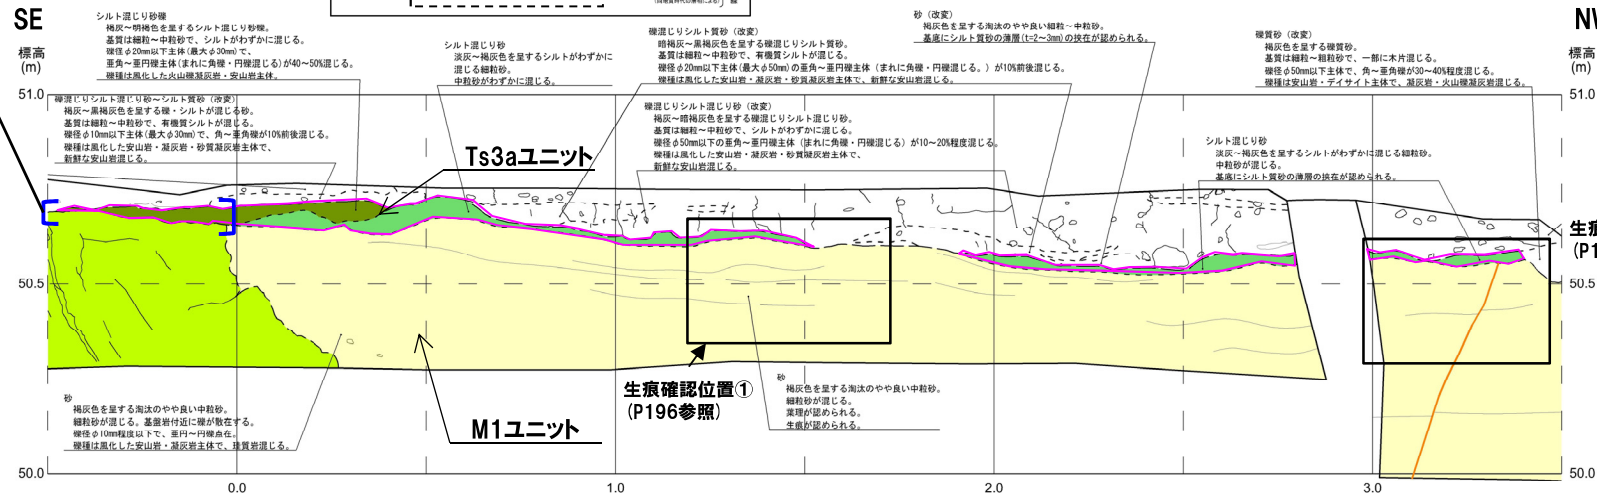 SE
標高
(m)
シルト混じり砂礫
褐灰~明褐色を呈するシルト混じり砂礫。
基質は細粒~中粒砂で、シルトがわずかに混じる。
礫径φ20mm以下主体(最大φ30mm)で、
亜角~亜円礫主体(まれに角礫・円礫混じる)が40~50%混じる。
礫種は風化した火山礫凝灰岩・安山岩主体。
シルト混じり砂
淡灰~褐灰色を呈するシルトがわずかに
混じる細粒砂。
中粒砂がわずかに混じる。
礫混じりシルト質砂(改変)
暗褐灰~黒褐灰色を呈する礫混じりシルト質砂。
基質は細粒~中粒砂で、有機質シルトが混じる。
礫径φ20mm以下主体(最大φ50mm)の亜角~亜円礫主体(まれに角礫・円礫混じる。)が10%前後混じる。
礫種は風化した安山岩・凝灰岩・砂質凝灰岩主体で、新鮮な安山岩混じる。
砂(改変)
褐灰色を呈する淘汰のやや良い細粒~中粒砂。
基底にシルト質砂の薄層(t=2~3mm)の挟在が認められる。
礫質砂(改変)
褐灰色を呈する礫質砂。
基質は細粒~粗粒砂で、一部に木片混じる。
礫径φ50mm以下主体で、角~亜角礫が30~40%程度混じる。
礫種は安山岩・デイサイト主体で、凝灰岩・火山礫凝灰岩混じる。
標高
(m)
51.0
51.0
礫混じりシルト混じり砂~シルト質砂(改変)
褐灰~黒褐灰色を呈する礫・シルトが混じる砂。
基質は細粒~中粒砂で、有機質シルトが混じる。
礫径φ10mm以下主体(最大φ30mm)で、角~亜角礫が10%前後混じる。
礫種は風化した安山岩・凝灰岩・砂質凝灰岩主体で、
新鮮な安山岩混じる。
礫混じりシルト混じり砂(改変)
褐灰~暗褐灰色を呈する礫混じりシルト混じり砂。
基質は細粒~中粒砂で、シルトがわずかに混じる。
礫径φ50mm以下の亜角~亜円礫主体(まれに角礫・円礫混じる)が10~20%程度混じる。
礫種は風化した安山岩・凝灰岩・砂質凝灰岩主体で、
新鮮な安山岩混じる。
シルト混じり砂
淡灰~褐灰色を呈するシルトがわずかに混じる細粒砂。
中粒砂が混じる。
基底にシルト質砂の薄層の挟在が認められる。
Ts3aユニット
50.5
50.5
生痕確認位置①
(P196参照)
M1ユニット
砂
褐灰色を呈する淘汰のやや良い中粒砂。
細粒砂が混じる。
葉理が認められる。
生痕が認められる。
砂
褐灰色を呈する淘汰のやや良い中粒砂。
細粒砂が混じる。基盤岩付近に礫が散在する。
礫径φ10mm程度以下で、亜円~円礫点在。
礫種は風化した安山岩・凝灰岩主体で、珪質岩混じる。
50.0
50.0
0.0
1.0
2.0
3.0